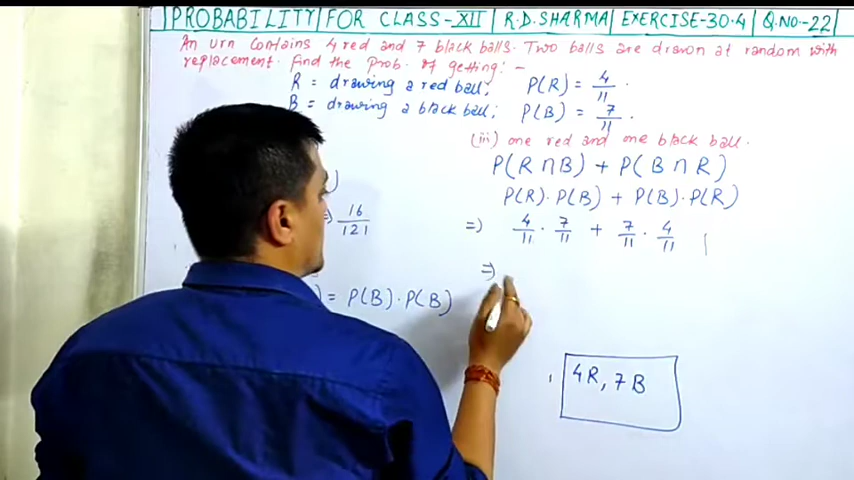 PROBABILITY | FOR CLASS-XII | R.D.SHARMA | EXERCISE-30.4 | Q.NO-22
An urn contains 4 red and 7 black balls. Two balls are drawn at random with
replacement. Find the Prob. of getting:-
R = drawing a red ball; P(R) = 4/11.
B = drawing a black ball; P(B) = 7/11.
(iii) one red and one black ball.
P(R ∩ B) + P(B ∩ R)
P(R).P(B) + P(B).P(R)
=> 4/11 . 7/11 + 7/11 . 4/11
=>
)
=> 16/121
) = P(B).P(B)
4R, 7B